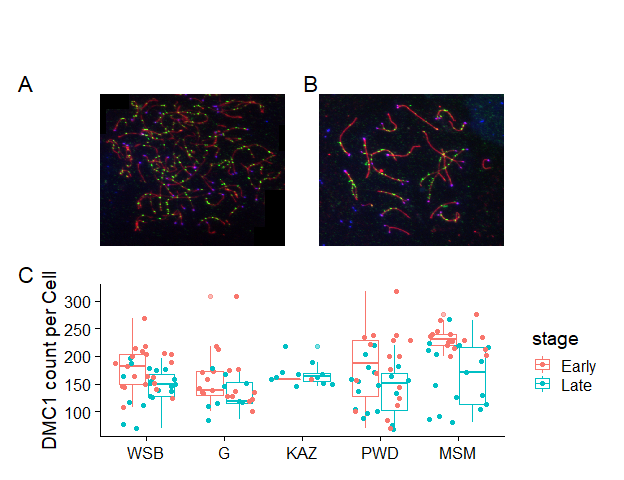 A
B
C
DMC1 count per Cell
300
250
200
150
100
WSB
G
KAZ
PWD
MSM
stage
Early
Late